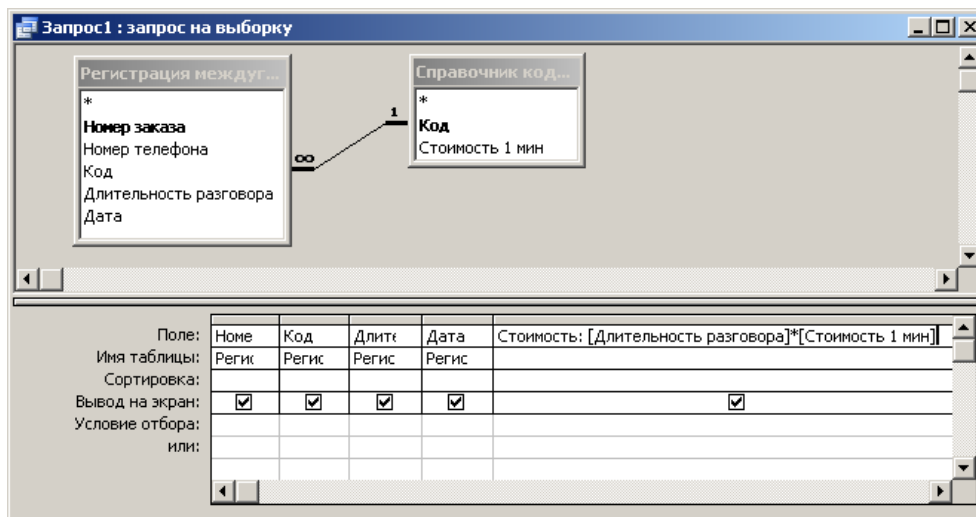 Запрос1 : запрос на выборку
Регистрация междуг...
*
Номер заказа
Номер телефона
Код
Длительность разговора
Дата
∞
1
Справочник код...
*
Код
Стоимость 1 мин
Поле: Номе Код Длите Дата Стоимость: [Длительность разговора]*[Стоимость 1 мин]
Имя таблицы: Регис Регис Регис Регис
Сортировка:
Вывод на экран:
Условие отбора:
или: